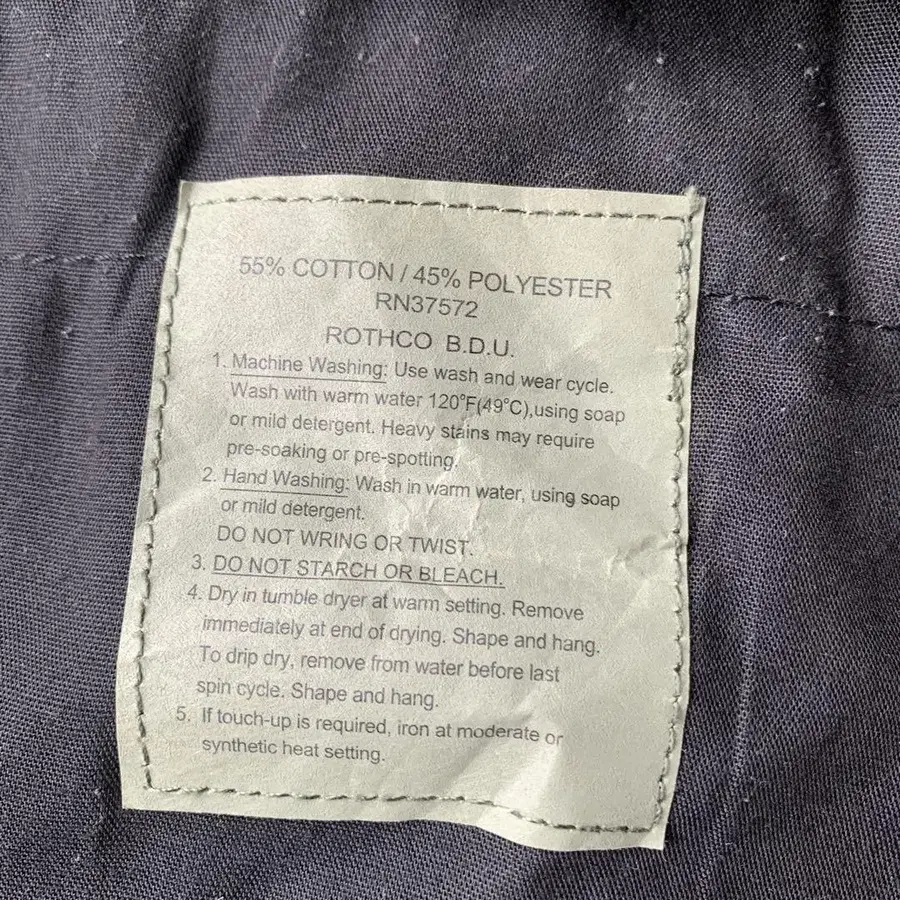 55% COTTON / 45% POLYESTER
RN37572
ROTHCO B.D.U.
1. Machine Washing: Use wash and wear cycle.
Wash with warm water 120°F(49°C),using soap
or mild detergent. Heavy stains may require
pre-soaking or pre-spotting.
2. Hand Washing: Wash in warm water, using soap
or mild detergent.
DO NOT WRING OR TWIST.
3. DO NOT STARCH OR BLEACH.
4. Dry in tumble dryer at warm setting. Remove
immediately at end of drying. Shape and hang.
To drip dry, remove from water before last
spin cycle. Shape and hang.
5. If touch-up is required, iron at moderate or
synthetic heat setting.